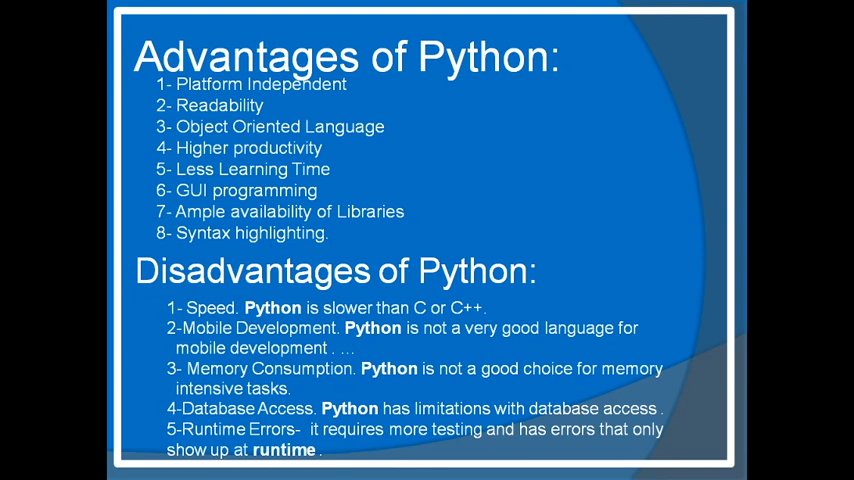 Advantages of Python:
1- Platform Independent
2- Readability
3- Object Oriented Language
4- Higher productivity
5- Less Learning Time
6- GUI programming
7- Ample availability of Libraries
8- Syntax highlighting.
Disadvantages of Python:
1- Speed. Python is slower than C or C++.
2-Mobile Development. Python is not a very good language for
mobile development . ...
3- Memory Consumption. Python is not a good choice for memory
intensive tasks.
4-Database Access. Python has limitations with database access .
5-Runtime Errors-  it requires more testing and has errors that only
show up at runtime .